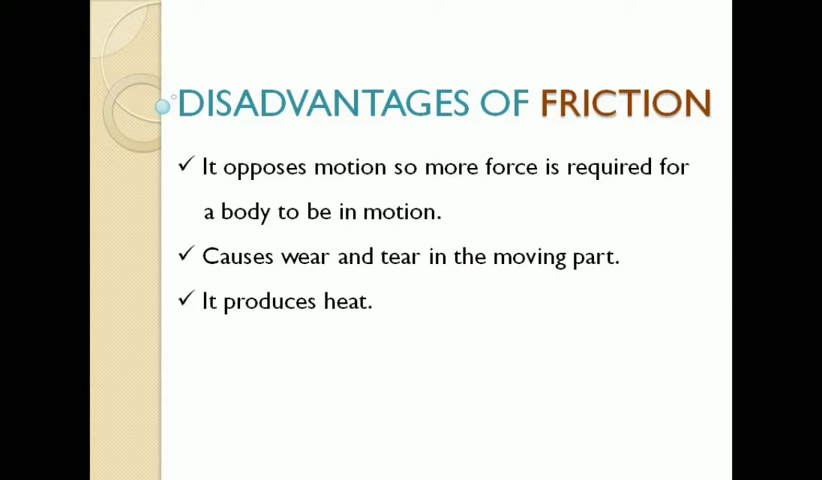 DISADVANTAGES OF FRICTION
✓ It opposes motion so more force is required for
a body to be in motion.
✓ Causes wear and tear in the moving part.
✓ It produces heat.